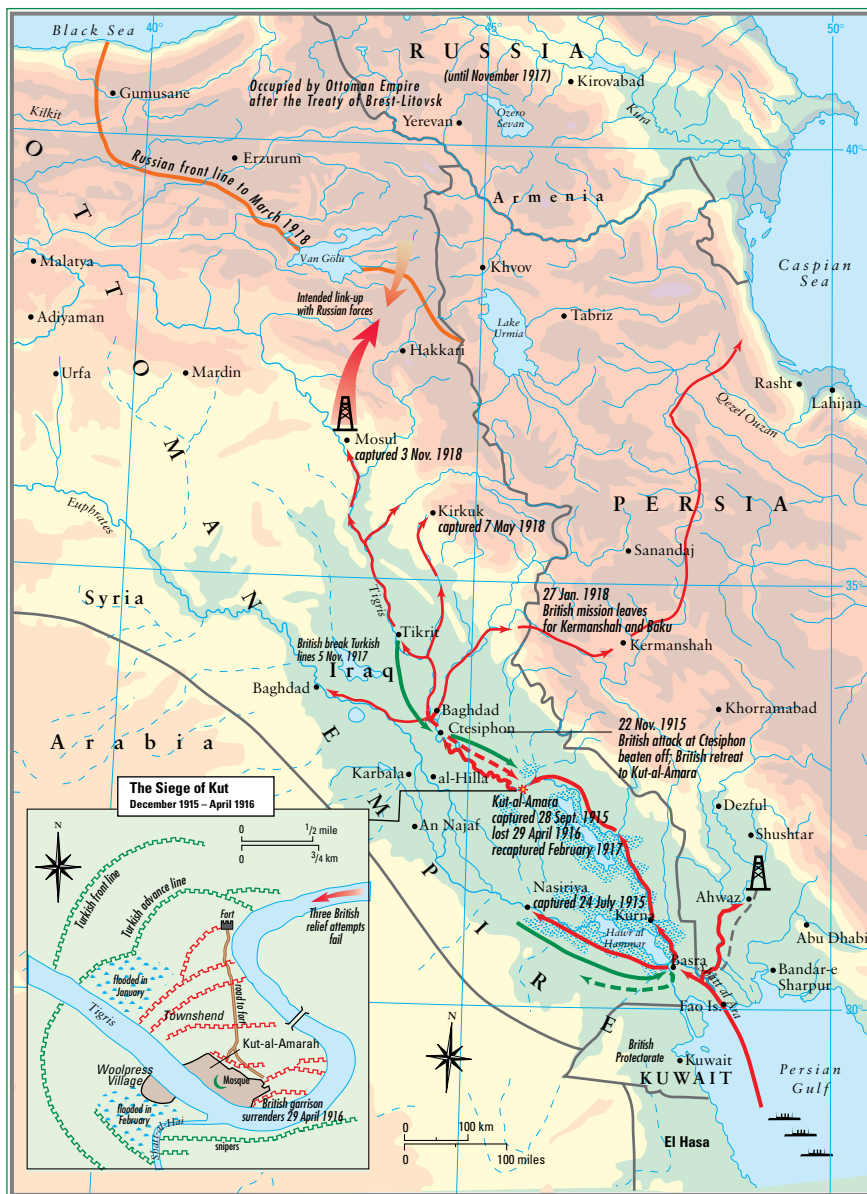 Black Sea
40°
45°
50°
R U S S I A
(until November 1917)
Gumusane
Occupied by Ottoman Empire
after the Treaty of Brest-Litovsk
Kirovabad
Kilkit
Yerevan
Ozero
Sevan
Kura
40°
Erzurum
Russian front line to March 1918
Armenia
OTTOMAN EMPIRE
Malatya
Van Gölu
Khvov
Caspian
Sea
Intended link-up
with Russian forces
Adiyaman
Lake
Urmia
Tabriz
Hakkari
Urfa
Mardin
Rasht
Lahijan
Qezel Ouzan
Mosul
captured 3 Nov. 1918
PERSIA
Euphrates
Kirkuk
captured 7 May 1918
Sanandaj
35°
Syria
Tigris
27 Jan. 1918
British mission leaves
for Kermanshah and Baku
Tikrit
Kermanshah
British break Turkish
lines 5 Nov. 1917
Iraq
Baghdad
Baghdad
Khorramabad
Ctesiphon
22 Nov. 1915
British attack at Ctesiphon
beaten off; British retreat
to Kut-al-Amara
Arabia
Karbala
al-Hilla
Kut-al-Amara
captured 28 Sept. 1915
lost 29 April 1916
recaptured February 1917
Dezful
An Najaf
Shushtar
Nasiriya
captured 24 July 1915
Ahwaz
Kurna
Hawr al
Hammar
Abu Dhabi
Basra
Shatt al Ara
Bandar-e
Sharpur
Fao Is.
30°
British
Protectorate
Kuwait
KUWAIT
Persian
Gulf
El Hasa
0 100 km
0 100 miles
The Siege of Kut
December 1915 – April 1916
0 1/2 mile
0 3/4 km
Turkish front line
Turkish advance line
Fort
Three British
relief attempts
fail
flooded in
January
road to fort
Tigris
Townshend
Kut-al-Amarah
Woolpress
Village
Mosque
flooded in
February
British garrison
surrenders 29 April 1916
Shatt-al-Hai
snipers